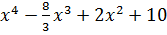 x⁴ − 8/3 x³ + 2x² + 10